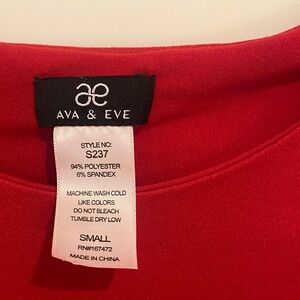 AVA & EVE
STYLE NO:
S237
94% POLYESTER
6% SPANDEX
MACHINE WASH COLD
LIKE COLORS
DO NOT BLEACH
TUMBLE DRY LOW
SMALL
RN#167472
MADE IN CHINA